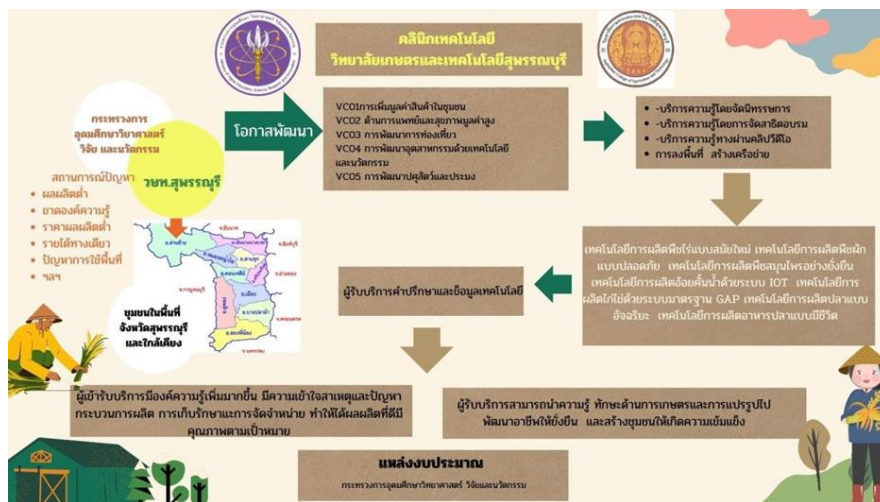 คลินิกเทคโนโลยี
วิทยาลัยเกษตรและเทคโนโลยีสุพรรณบุรี
กระทรวงการ
อุดมศึกษาวิทยาศาสตร์
วิจัย และนวัตกรรม
วษท.สุพรรณุรี
สถานการณ์ปัญหา
ผลผลิตต่ำ
ขาดองค์ความรู้
ราคาผลผลิตต่ำ
รายได้ทางเดียว
ปัญหาการใช้พื้นที่
ฯลฯ
ชุมชนในพื้นที่
จังหวัดสุพรรณุรี
และใกล้เคียง
โอกาสพัฒนา
VC01การเพิ่มมูลค่าสินค้าในชุมชน
VC02 ด้านการแพทย์และสุขภาพมูลค่าสูง
VC03 การพัฒนาการท่องเที่ยว
VC04 การพัฒนาอุตสาหกรรมด้วยเทคโนโลยี
และนวัตกรรม
VC05 การพัฒนาปศุสัตว์และประมง
-บริการความรู้โดยจัดนิทรรษการ
-บริการความรู้โดยการจัดสาธิตอบรม
-บริการความรู้ทางผ่านคลิปวีดีโอ
การลงพื้นที่ สร้างเครือข่าย
เทคโนโลยีการผลิตพืชไร่แบบสมัยใหม่ เทคโนโลยีการผลิตพืชผัก
แบบปลอดภัย เทคโนโลยีการผลิตพืชสมุนไพรอย่างยั่งยืน
เทคโนโลยีการผลิตอ้อยคั้นน้ำด้วยระบบ IOT เทคโนโลยีการ
ผลิตไก่ไข่ด้วยระบบมาตรฐาน GAP เทคโนโลยีการผลิตปลาแบบ
อัจฉริยะ เทคโนโลยีการผลิตอาหารปลาแบบมีชีวิต
ผู้รับบริการคำปรึกษาและข้อมูลเทคโนโลยี
ผู้เข้ารับบริการมีองค์ความรู้เพิ่มมากขึ้น มีความเข้าใจสาเหตุและปัญหา
กระบวนการผลิต การเก็บรักษาและการจัดจำหน่าย ทำให้ได้ผลผลิตที่ดีมี
คุณภาพตามเป้าหมาย
ผู้รับบริการสามารถนำความรู้ ทักษะด้านการเกษตรและการแปรรูปไป
พัฒนาอาชีพให้ยั่งยืน และสร้างชุมชนให้เกิดความเข้มแข็ง
แหล่งงบประมาณ
กระทรวงการอุดมศึกษาวิทยาศาสตร์ วิจัยและนวัตกรรม